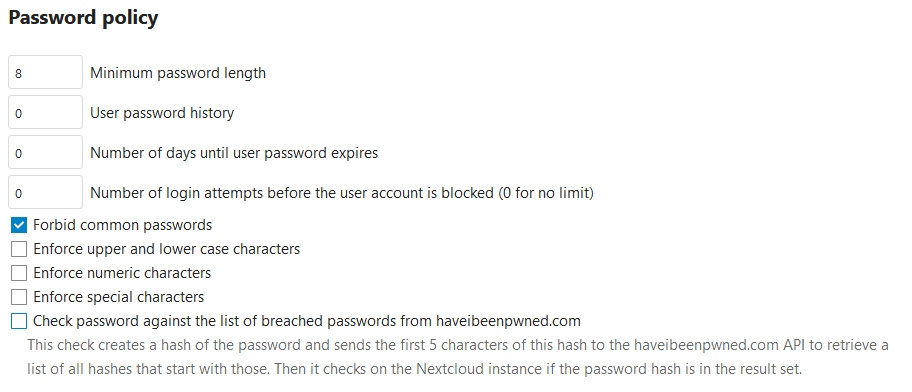 Password policy
8 Minimum password length
0 User password history
0 Number of days until user password expires
0 Number of login attempts before the user account is blocked (0 for no limit)
Forbid common passwords
Enforce upper and lower case characters
Enforce numeric characters
Enforce special characters
Check password against the list of breached passwords from haveibeenpwned.com
This check creates a hash of the password and sends the first 5 characters of this hash to the haveibeenpwned.com API to retrieve a
list of all hashes that start with those. Then it checks on the Nextcloud instance if the password hash is in the result set.